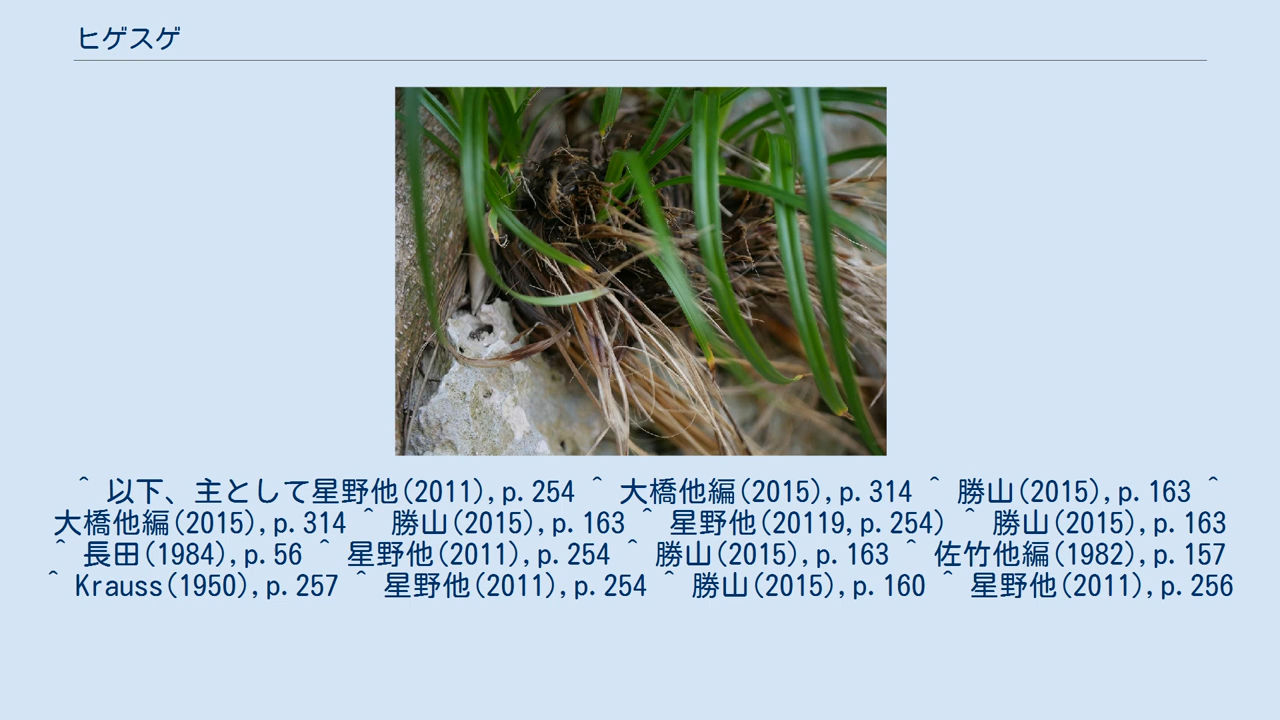 ヒゲスゲ
^ 以下、主として星野他(2011),p.254 ^ 大橋他編(2015),p.314 ^ 勝山(2015),p.163 ^
大橋他編(2015),p.314 ^ 勝山(2015),p.163 ^ 星野他(20119,p.254) ^ 勝山(2015),p.163
^ 長田(1984),p.56 ^ 星野他(2011),p.254 ^ 勝山(2015),p.163 ^ 佐竹他編(1982),p.157
^ Krauss(1950),p.257 ^ 星野他(2011),p.254 ^ 勝山(2015),p.160 ^ 星野他(2011),p.256